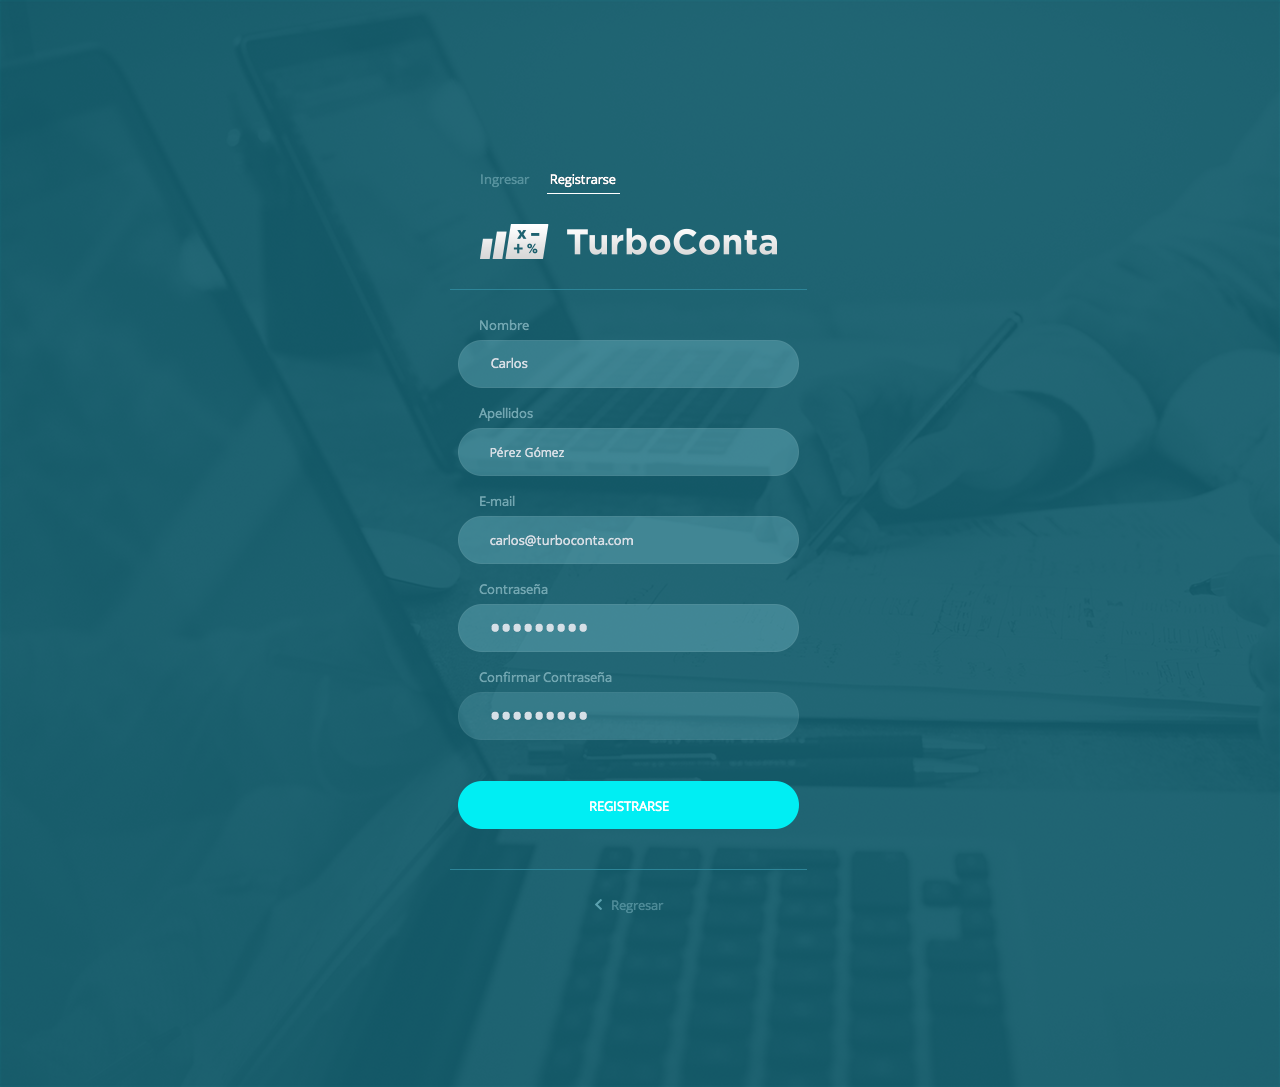 Ingresar Registrarse
X − + % TurboConta
Nombre
Carlos
Apellidos
Pérez Gómez
E-mail
carlos@turboconta.com
Contraseña
●●●●●●●●●
Confirmar Contraseña
●●●●●●●●●
REGISTRARSE
Regresar